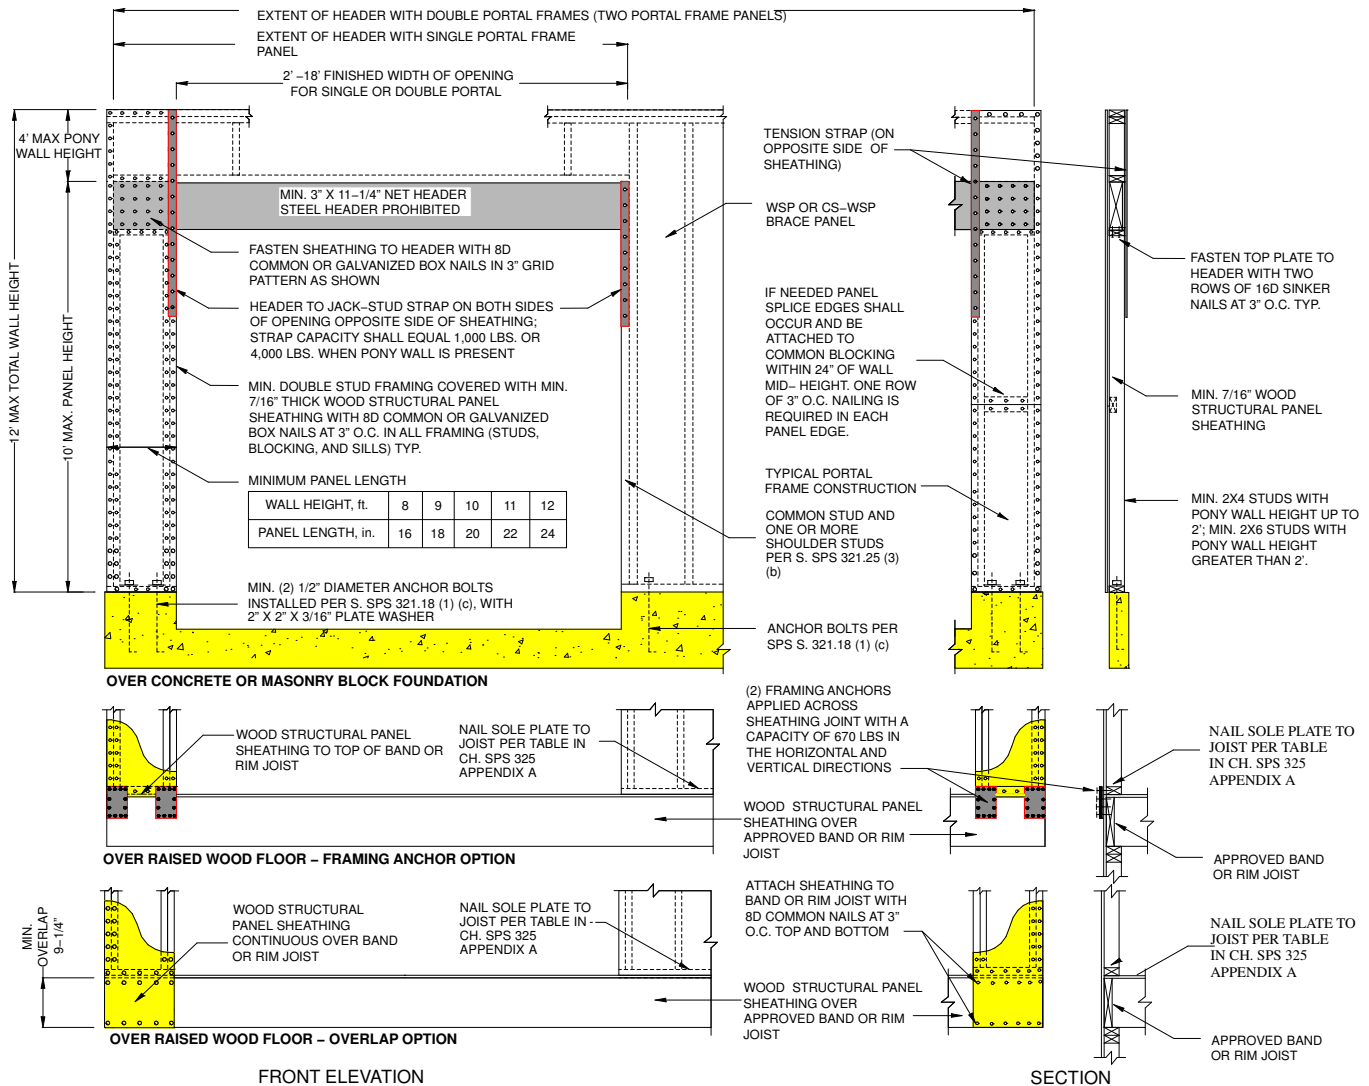 EXTENT OF HEADER WITH DOUBLE PORTAL FRAMES (TWO PORTAL FRAME PANELS)
EXTENT OF HEADER WITH SINGLE PORTAL FRAME
PANEL
2' –18' FINISHED WIDTH OF OPENING
FOR SINGLE OR DOUBLE PORTAL
4' MAX PONY
WALL HEIGHT
12' MAX TOTAL WALL HEIGHT
10' MAX. PANEL HEIGHT
MIN. 3" X 11–1/4" NET HEADER
STEEL HEADER PROHIBITED
FASTEN SHEATHING TO HEADER WITH 8D
COMMON OR GALVANIZED BOX NAILS IN 3" GRID
PATTERN AS SHOWN
HEADER TO JACK–STUD STRAP ON BOTH SIDES
OF OPENING OPPOSITE SIDE OF SHEATHING;
STRAP CAPACITY SHALL EQUAL 1,000 LBS. OR
4,000 LBS. WHEN PONY WALL IS PRESENT
MIN. DOUBLE STUD FRAMING COVERED WITH MIN.
7/16" THICK WOOD STRUCTURAL PANEL
SHEATHING WITH 8D COMMON OR GALVANIZED
BOX NAILS AT 3" O.C. IN ALL FRAMING (STUDS,
BLOCKING, AND SILLS) TYP.
MINIMUM PANEL LENGTH
WALL HEIGHT, ft. 8 9 10 11 12
PANEL LENGTH, in. 16 18 20 22 24
MIN. (2) 1/2" DIAMETER ANCHOR BOLTS
INSTALLED PER S. SPS 321.18 (1) (c), WITH
2" X 2" X 3/16" PLATE WASHER
TENSION STRAP (ON
OPPOSITE SIDE OF
SHEATHING)
WSP OR CS–WSP
BRACE PANEL
IF NEEDED PANEL
SPLICE EDGES SHALL
OCCUR AND BE
ATTACHED TO
COMMON BLOCKING
WITHIN 24" OF WALL
MID– HEIGHT. ONE ROW
OF 3" O.C. NAILING IS
REQUIRED IN EACH
PANEL EDGE.
TYPICAL PORTAL
FRAME CONSTRUCTION
COMMON STUD AND
ONE OR MORE
SHOULDER STUDS
PER S. SPS 321.25 (3)
(b)
ANCHOR BOLTS PER
SPS S. 321.18 (1) (c)
FASTEN TOP PLATE TO
HEADER WITH TWO
ROWS OF 16D SINKER
NAILS AT 3" O.C. TYP.
MIN. 7/16" WOOD
STRUCTURAL PANEL
SHEATHING
MIN. 2X4 STUDS WITH
PONY WALL HEIGHT UP TO
2'; MIN. 2X6 STUDS WITH
PONY WALL HEIGHT
GREATER THAN 2'.
OVER CONCRETE OR MASONRY BLOCK FOUNDATION
WOOD STRUCTURAL PANEL
SHEATHING TO TOP OF BAND OR
RIM JOIST
NAIL SOLE PLATE TO
JOIST PER TABLE IN
CH. SPS 325
APPENDIX A
(2) FRAMING ANCHORS
APPLIED ACROSS
SHEATHING JOINT WITH A
CAPACITY OF 670 LBS IN
THE HORIZONTAL AND
VERTICAL DIRECTIONS
WOOD STRUCTURAL PANEL
SHEATHING OVER
APPROVED BAND OR RIM
JOIST
NAIL SOLE PLATE TO
JOIST PER TABLE
IN CH. SPS 325
APPENDIX A
APPROVED BAND
OR RIM JOIST
OVER RAISED WOOD FLOOR – FRAMING ANCHOR OPTION
MIN.
OVERLAP
9–1/4"
WOOD STRUCTURAL
PANEL SHEATHING
CONTINUOUS OVER BAND
OR RIM JOIST
NAIL SOLE PLATE TO
JOIST PER TABLE IN
CH. SPS 325
APPENDIX A
ATTACH SHEATHING TO
BAND OR RIM JOIST WITH
8D COMMON NAILS AT 3"
O.C. TOP AND BOTTOM
WOOD STRUCTURAL PANEL
SHEATHING OVER
APPROVED BAND OR RIM
JOIST
NAIL SOLE PLATE TO
JOIST PER TABLE
IN CH. SPS 325
APPENDIX A
APPROVED BAND
OR RIM JOIST
OVER RAISED WOOD FLOOR – OVERLAP OPTION
FRONT ELEVATION
SECTION